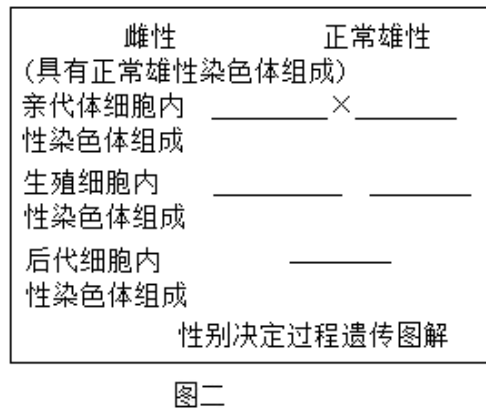 雌性 正常雄性
(具有正常雄性染色体组成)
亲代体细胞内 ______×______
性染色体组成
生殖细胞内 ______ ______
性染色体组成
后代细胞内 ______
性染色体组成
性别决定过程遗传图解
图二